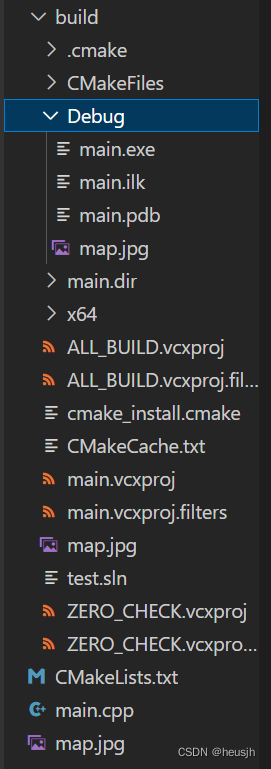 build
.cmake
CMakeFiles
Debug
main.exe
main.ilk
main.pdb
map.jpg
main.dir
x64
ALL_BUILD.vcxproj
ALL_BUILD.vcxproj.fil...
cmake_install.cmake
CMakeCache.txt
main.vcxproj
main.vcxproj.filters
map.jpg
test.sln
ZERO_CHECK.vcxproj
ZERO_CHECK.vcxpro...
CMakeLists.txt
main.cpp
map.jpg
CSDN @heusjh